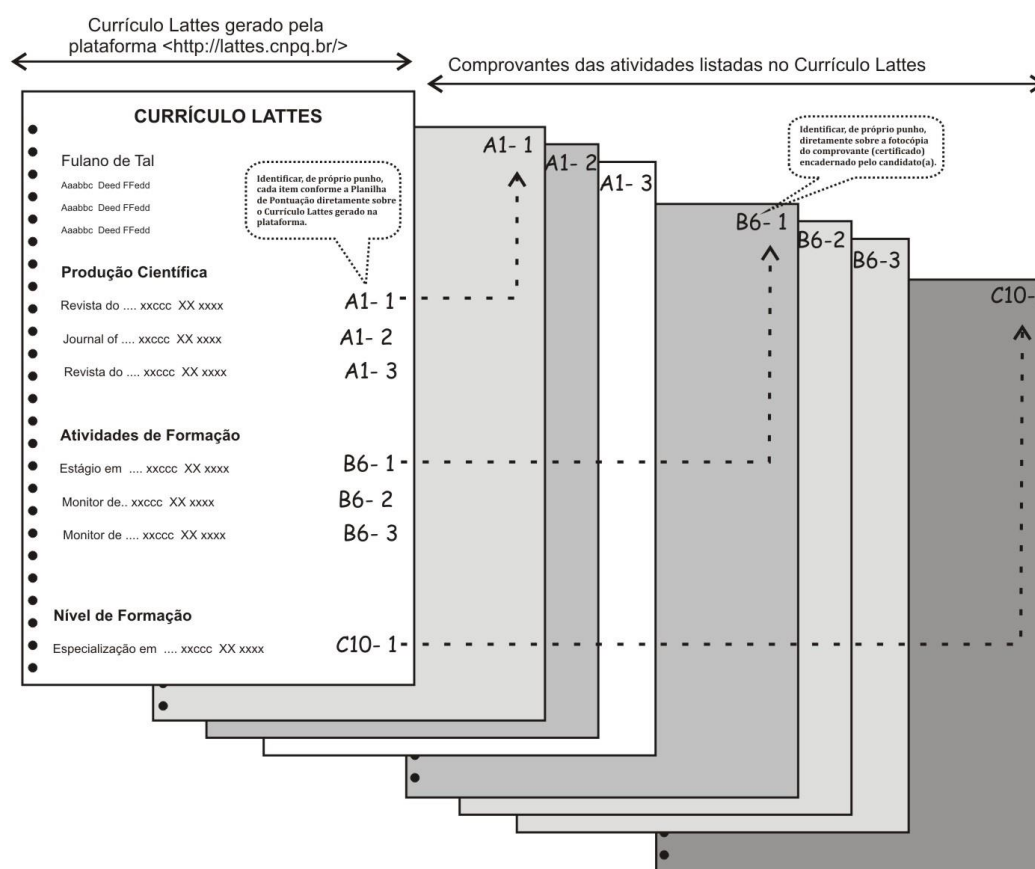 Currículo Lattes gerado pela
plataforma <http://lattes.cnpq.br/>
Comprovantes das atividades listadas no Currículo Lattes
CURRÍCULO LATTES
Fulano de Tal
Aaabbc Deed FFedd
Aaabbc Deed FFedd
Aaabbc Deed FFedd
Identificar, de próprio punho,
cada item conforme a Planilha
de Pontuação diretamente sobre
o Currículo Lattes gerado na
plataforma.
Produção Científica
Revista do .... xxccc XX xxxx A1- 1
Journal of .... xxccc XX xxxx A1- 2
Revista do .... xxccc XX xxxx A1- 3
Atividades de Formação
Estágio em .... xxccc XX xxxx B6- 1
Monitor de.. xxccc XX xxxx B6- 2
Monitor de .... xxccc XX xxxx B6- 3
Nível de Formação
Especialização em .... xxccc XX xxxx C10- 1
A1- 1
A1- 2
A1- 3
Identificar, de próprio punho,
diretamente sobre a fotocópia
do comprovante (certificado)
encadernado pelo candidato(a).
B6- 1
B6-2
B6-3
C10-